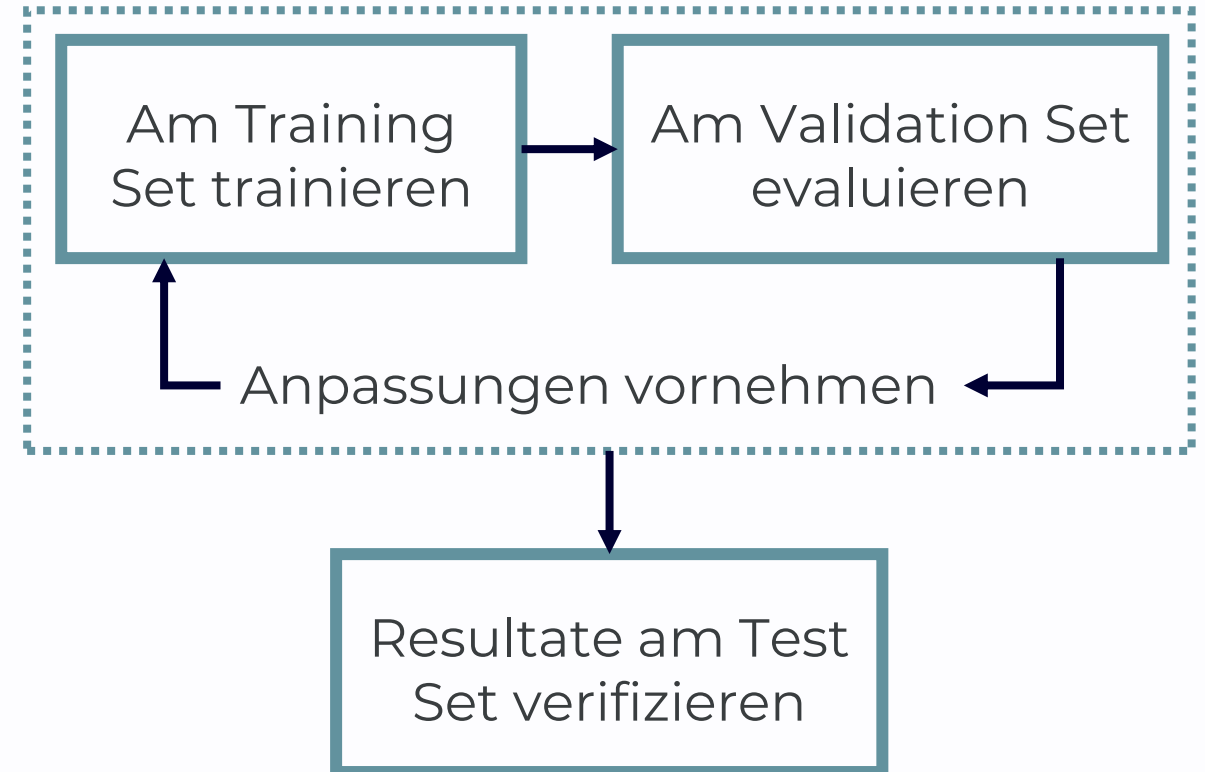 Am Training
Set trainieren
Am Validation Set
evaluieren
Anpassungen vornehmen
Resultate am Test
Set verifizieren